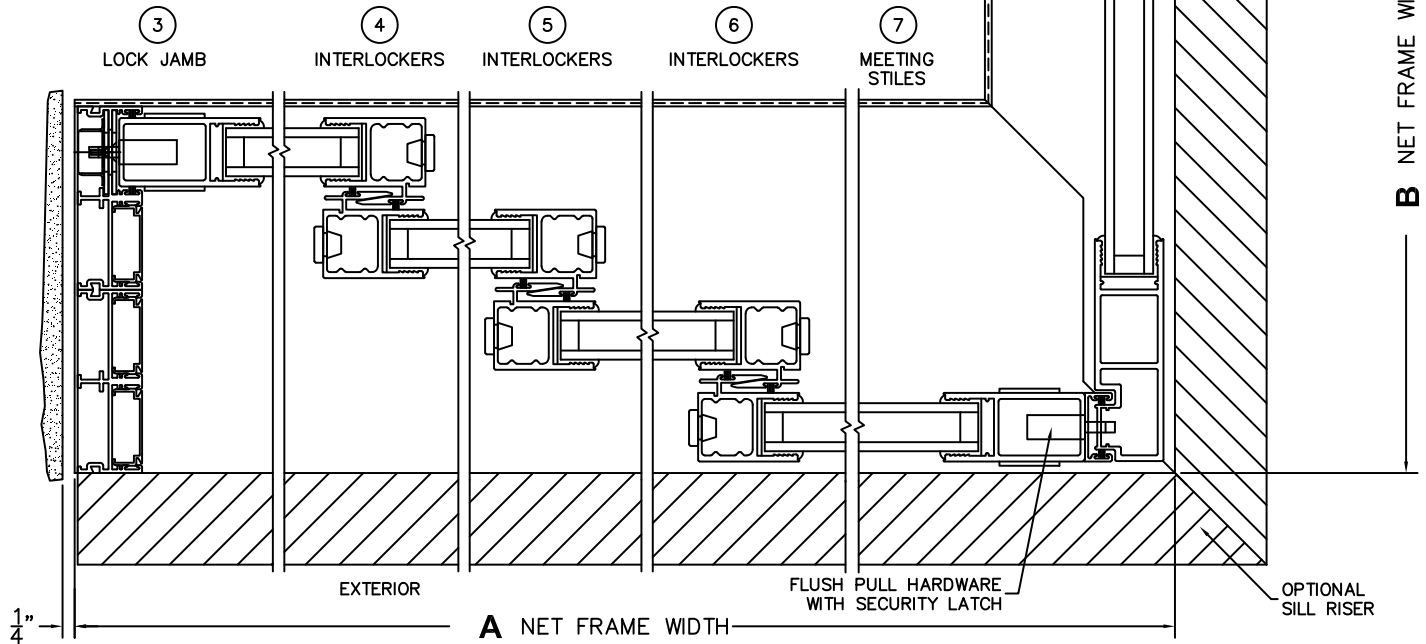 3
LOCK JAMB
4
INTERLOCKERS
5
INTERLOCKERS
6
INTERLOCKERS
7
MEETING
STILES
B NET FRAME
EXTERIOR
FLUSH PULL HARDWARE
WITH SECURITY LATCH
OPTIONAL
SILL RISER
1/4"
A NET FRAME WIDTH